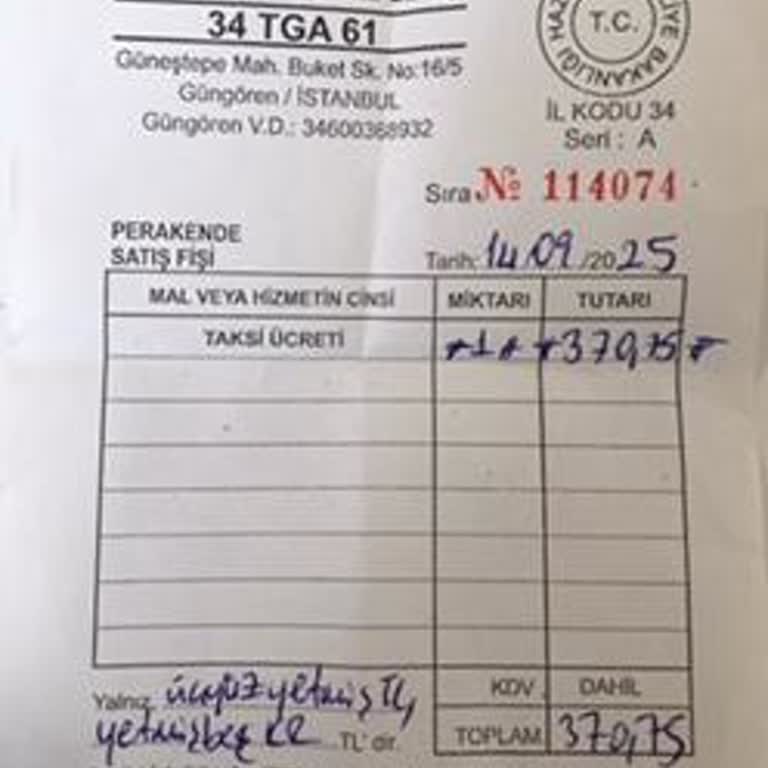 34 TGA 61
Güneştepe Mah. Buket Sk. No:16/5
Güngören / İSTANBUL
Güngören V.D.: 34600368932
T.C.
BAKANLIĞI
İL KODU 34
Seri : A
Sıra № 114074
PERAKENDE
SATIŞ FİŞİ
Tarih: 14/09/2025
MAL VEYA HİZMETİN CİNSİ MİKTARI TUTARI
TAKSİ ÜCRETİ 1 370,75
Yalnız üçyüzyetmiş TL,
yetmişbeş KR TL' dir.
KDV DAHİL
TOPLAM 370,75